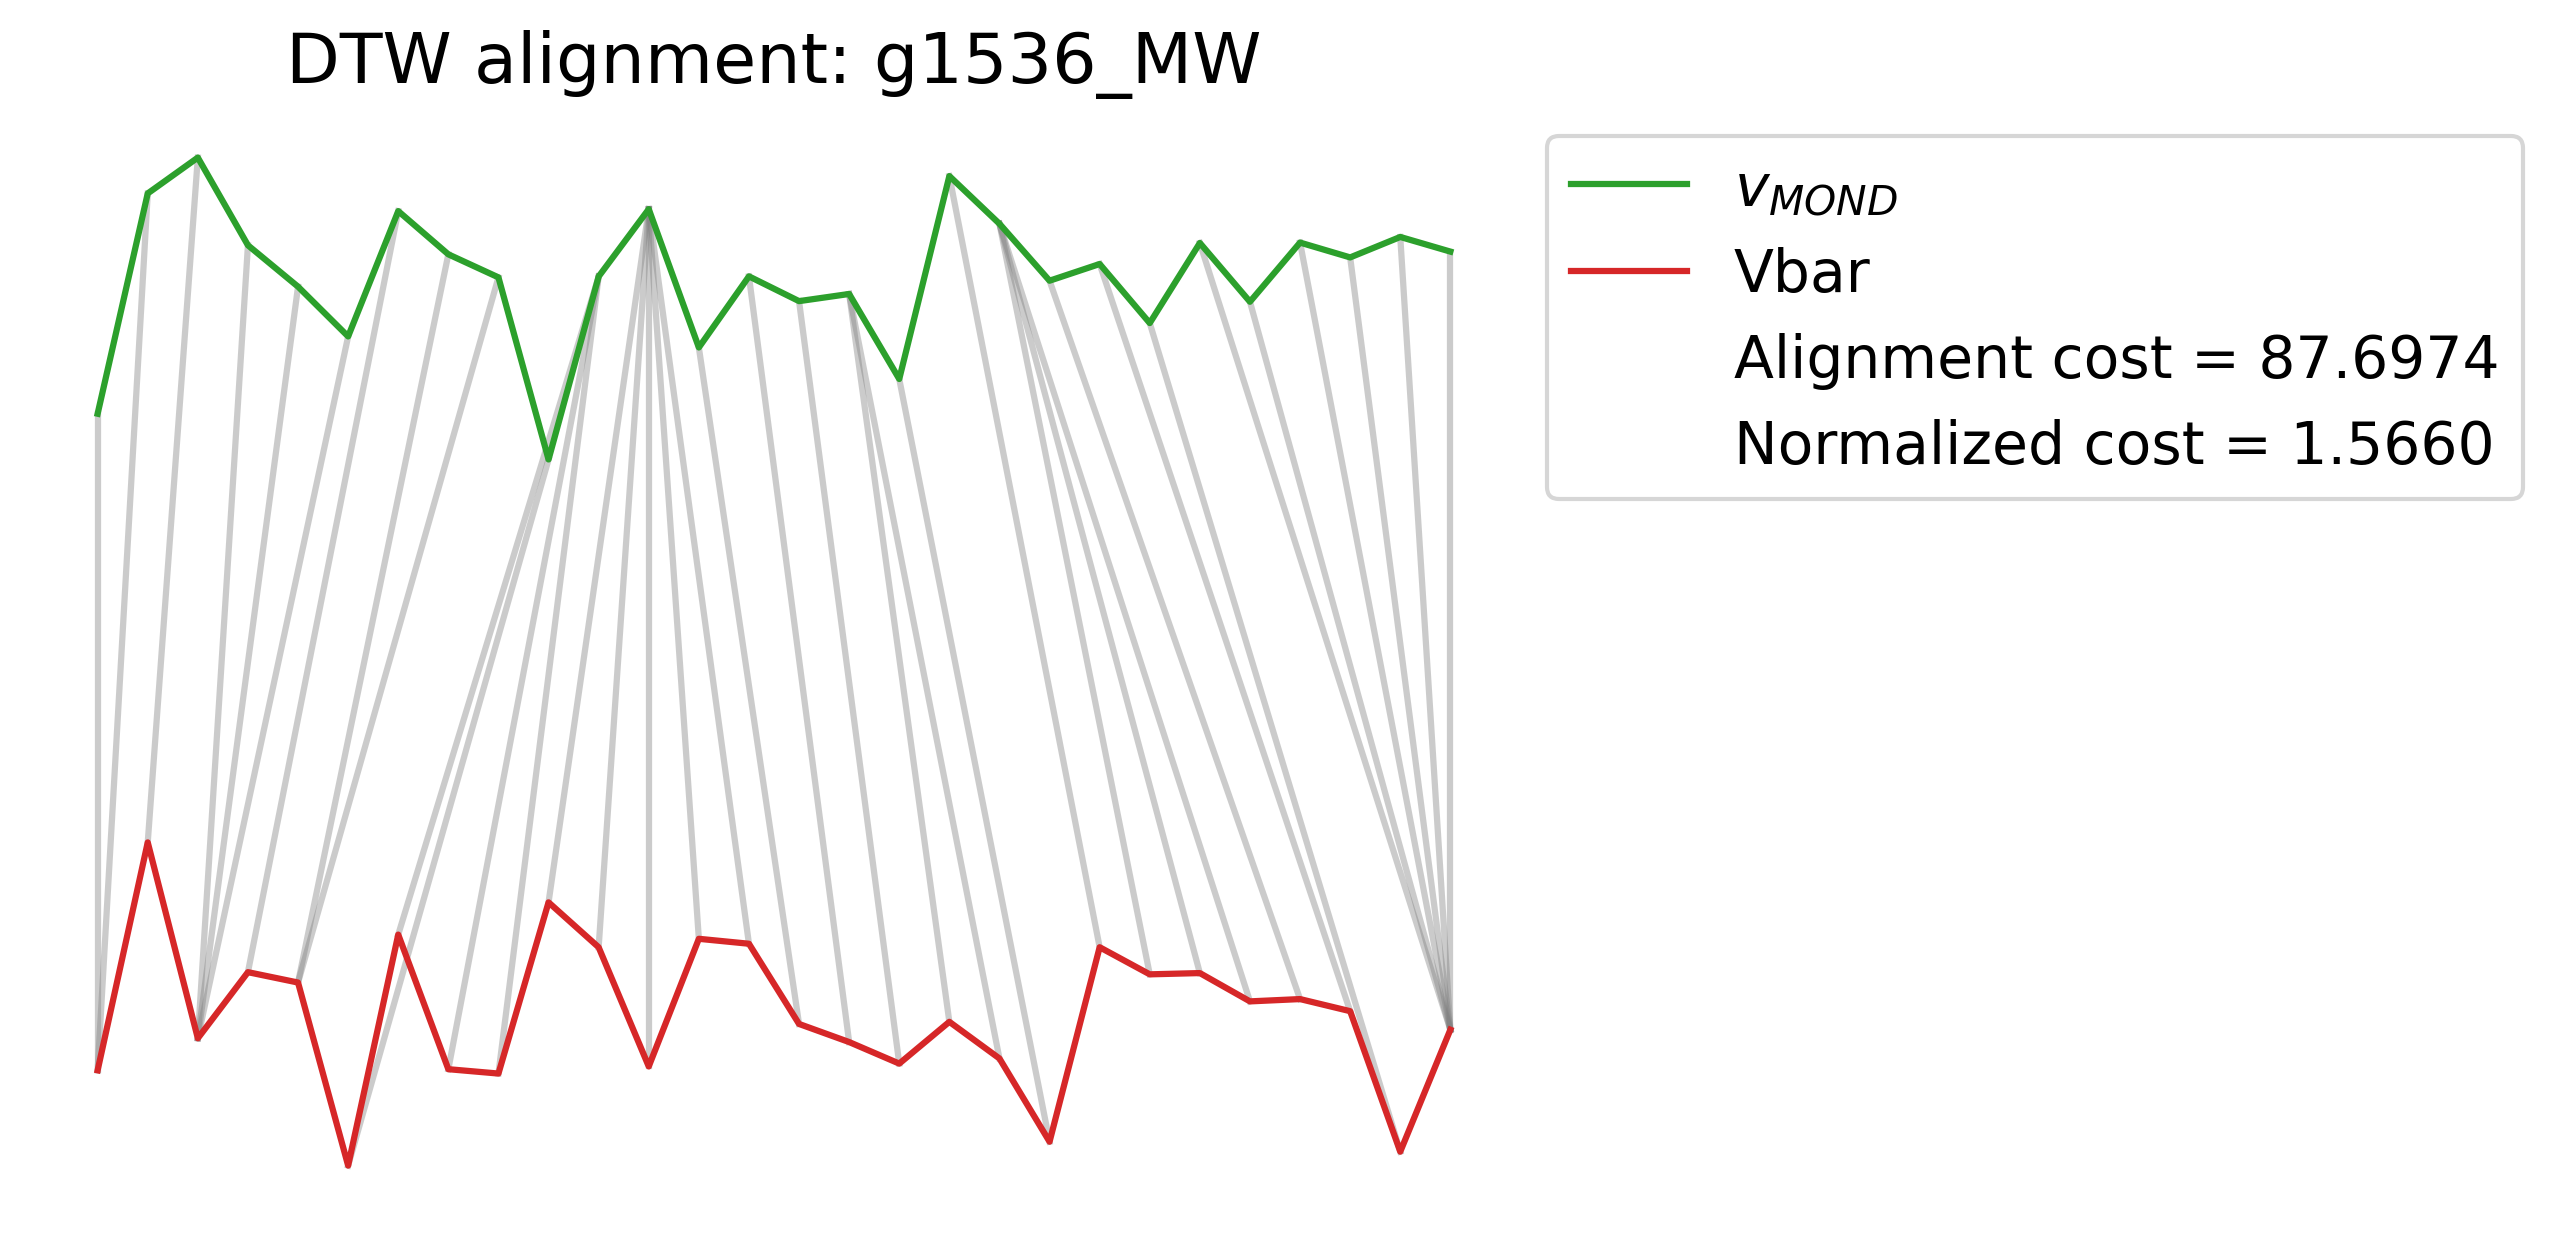 DTW alignment: g1536_MW
v_MOND
Vbar
Alignment cost = 87.6974
Normalized cost = 1.5660